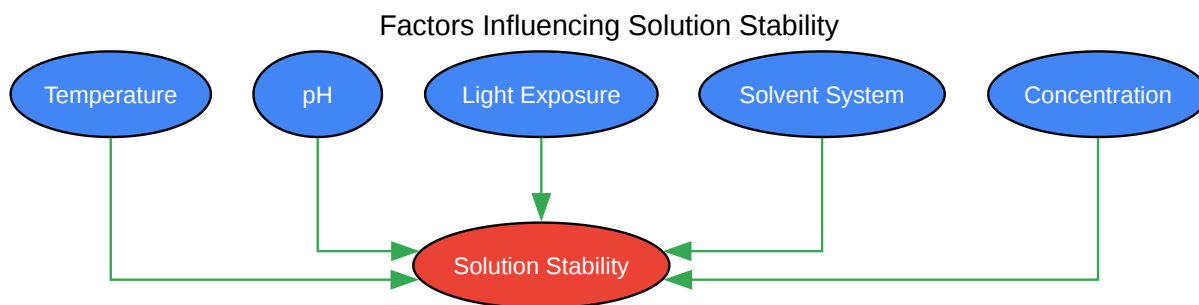 Factors Influencing Solution Stability
Temperature
pH
Light Exposure
Solvent System
Concentration
Solution Stability